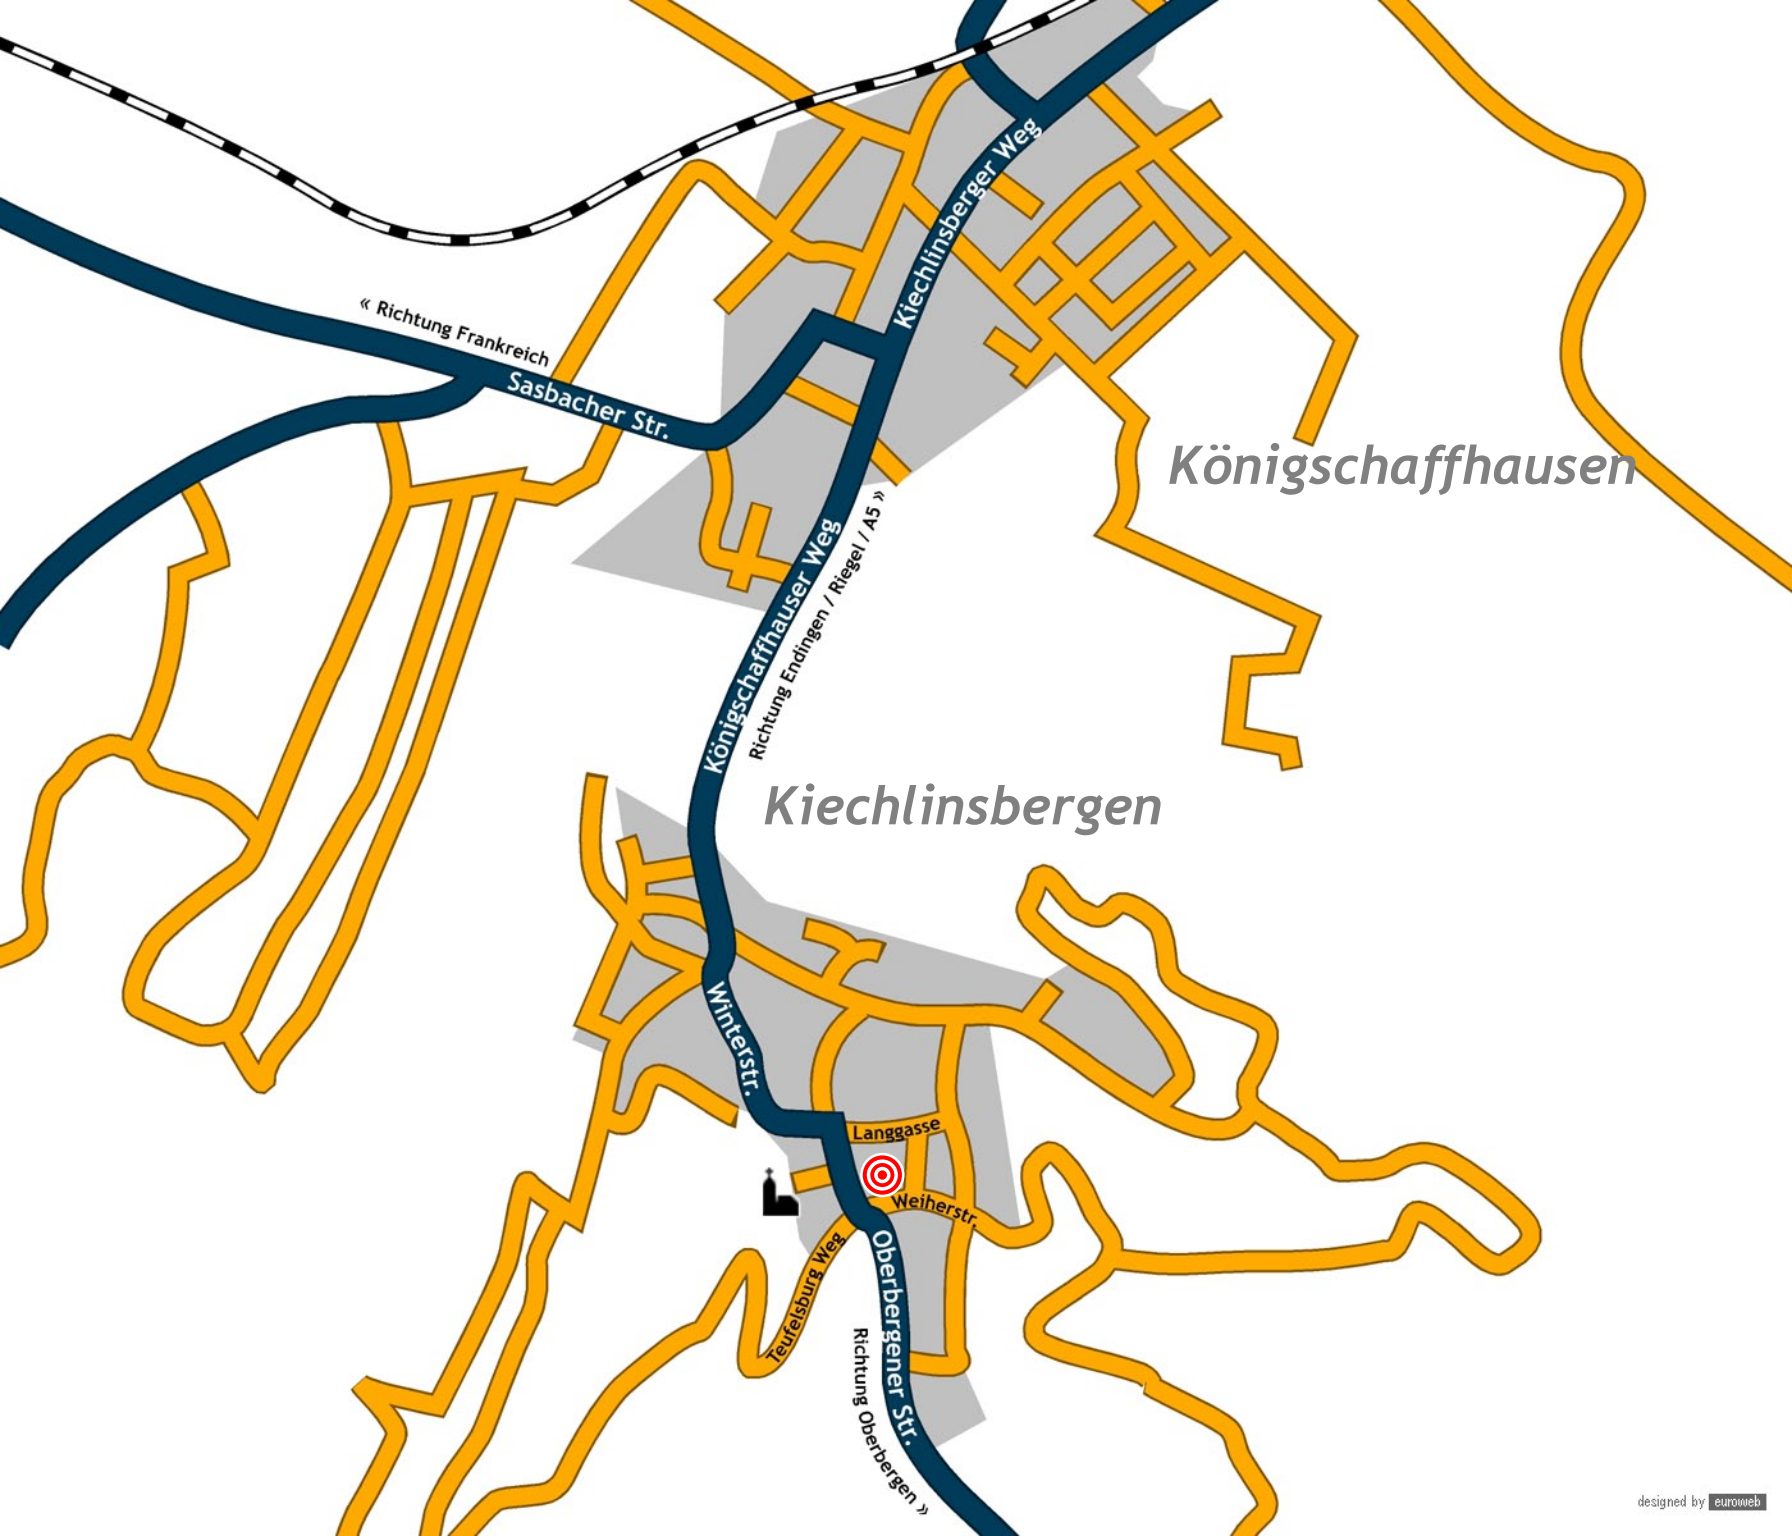 Kiechlinsberger Weg
« Richtung Frankreich
Sasbacher Str.
Königschaffhausen
Königschaffhauser Weg
Richtung Endingen / Riegel / A5 »
Kiechlinsbergen
Winterstr.
Langgasse
Weiherstr.
Teufelsburg Weg
Oberbergener Str.
Richtung Oberbergen »
designed by euroweb